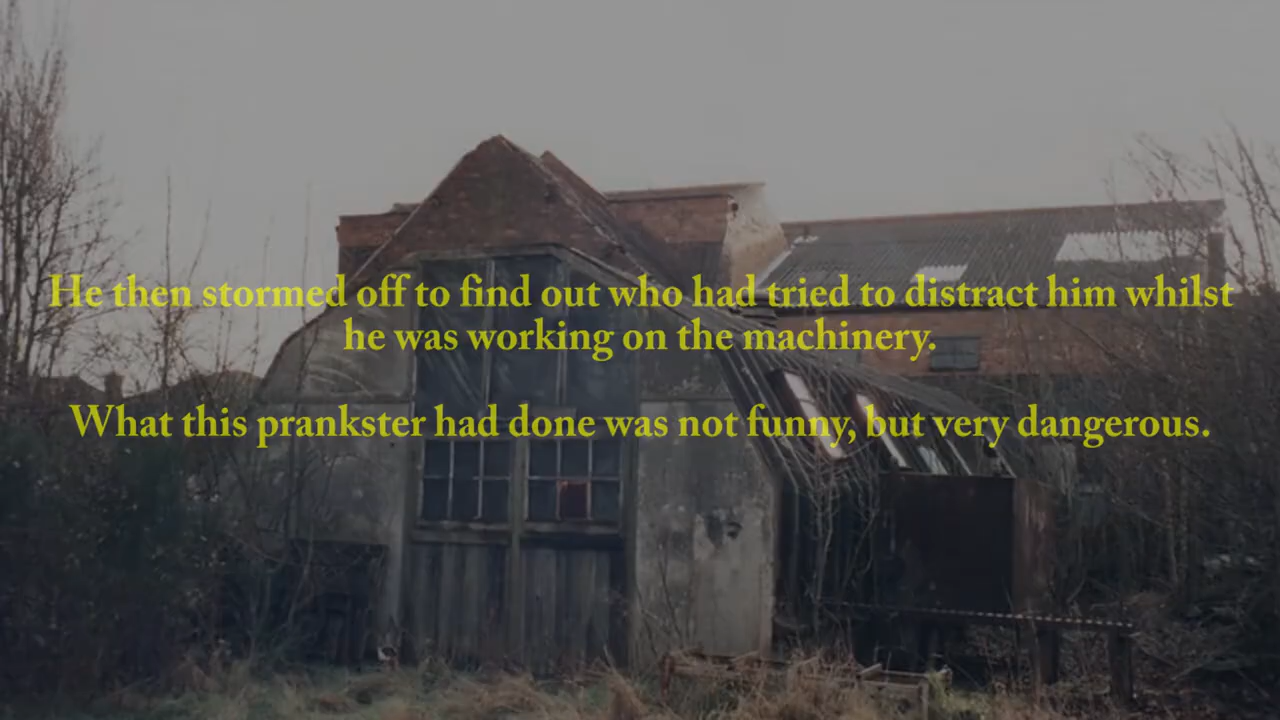 He then stormed off to find out who had tried to distract him whilst
he was working on the machinery.
What this prankster had done was not funny, but very dangerous.